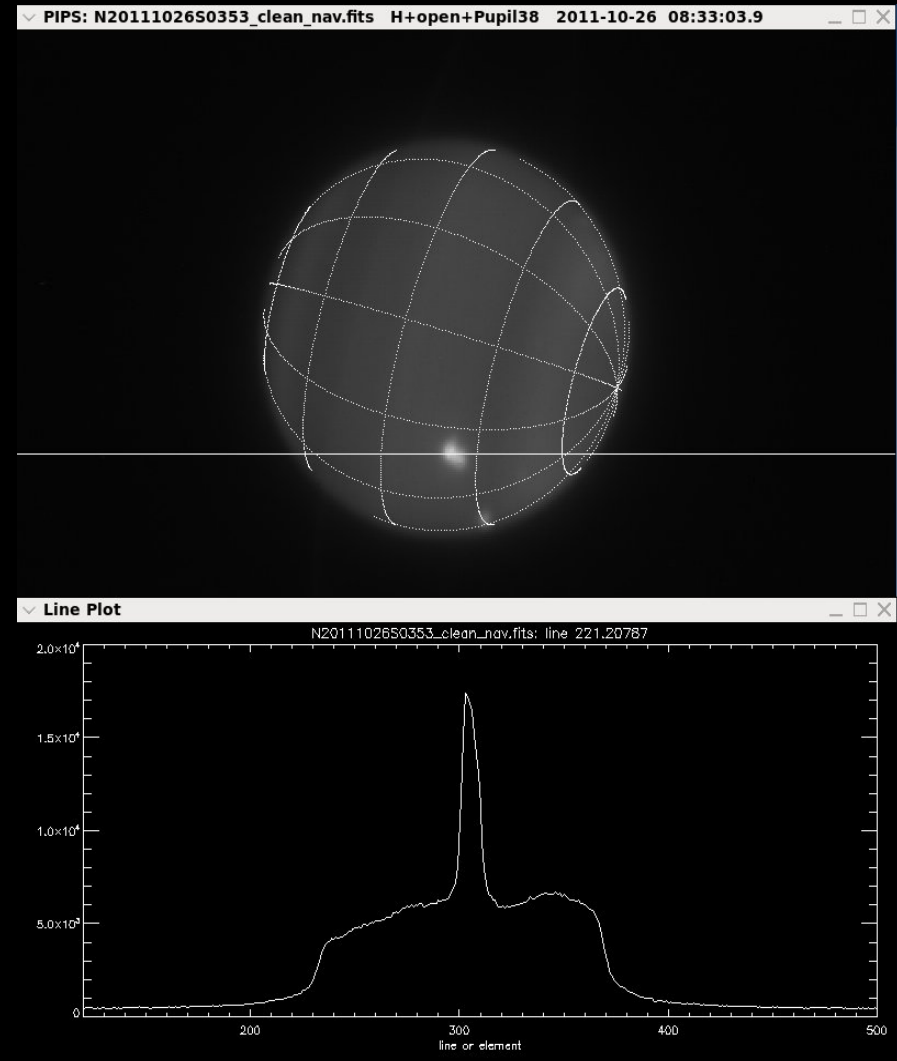 PIPS: N20111026S0353_clean_nav.fits   H+open+Pupil38   2011-10-26  08:33:03.9
Line Plot
N20111026S0353_clean_nav.fits: line 221.20787
2.0×10⁴
1.5×10⁴
1.0×10⁴
5.0×10³
0
200 300 400 500
line or element